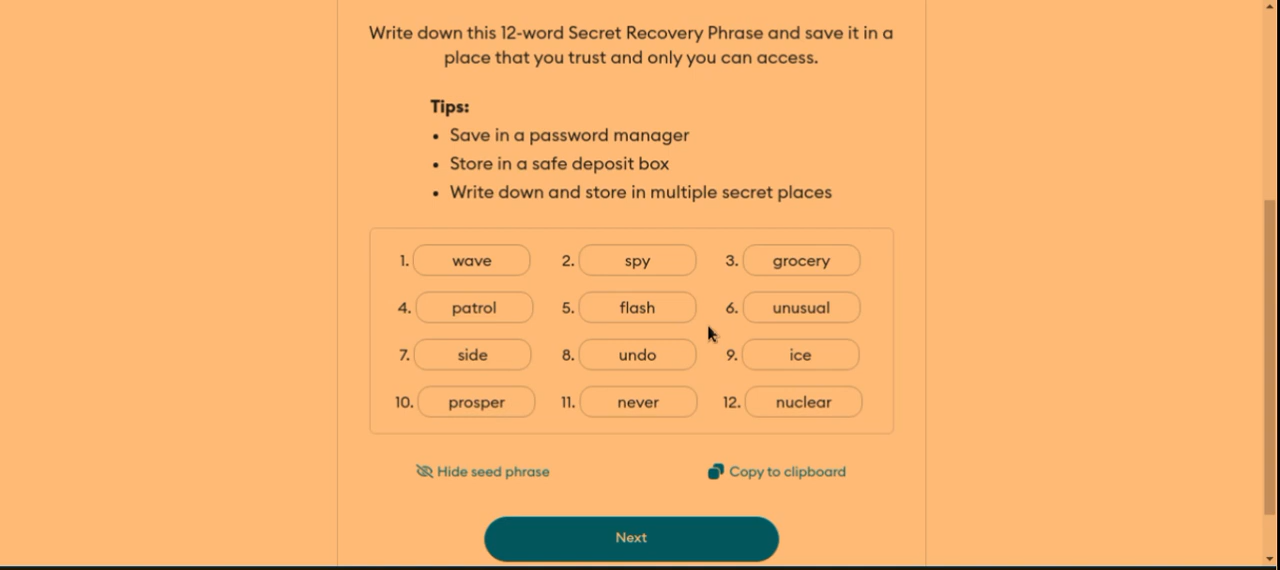 Write down this 12-word Secret Recovery Phrase and save it in a
place that you trust and only you can access.
Tips:
• Save in a password manager
• Store in a safe deposit box
• Write down and store in multiple secret places
1. wave 2. spy 3. grocery
4. patrol 5. flash 6. unusual
7. side 8. undo 9. ice
10. prosper 11. never 12. nuclear
Hide seed phrase Copy to clipboard
Next